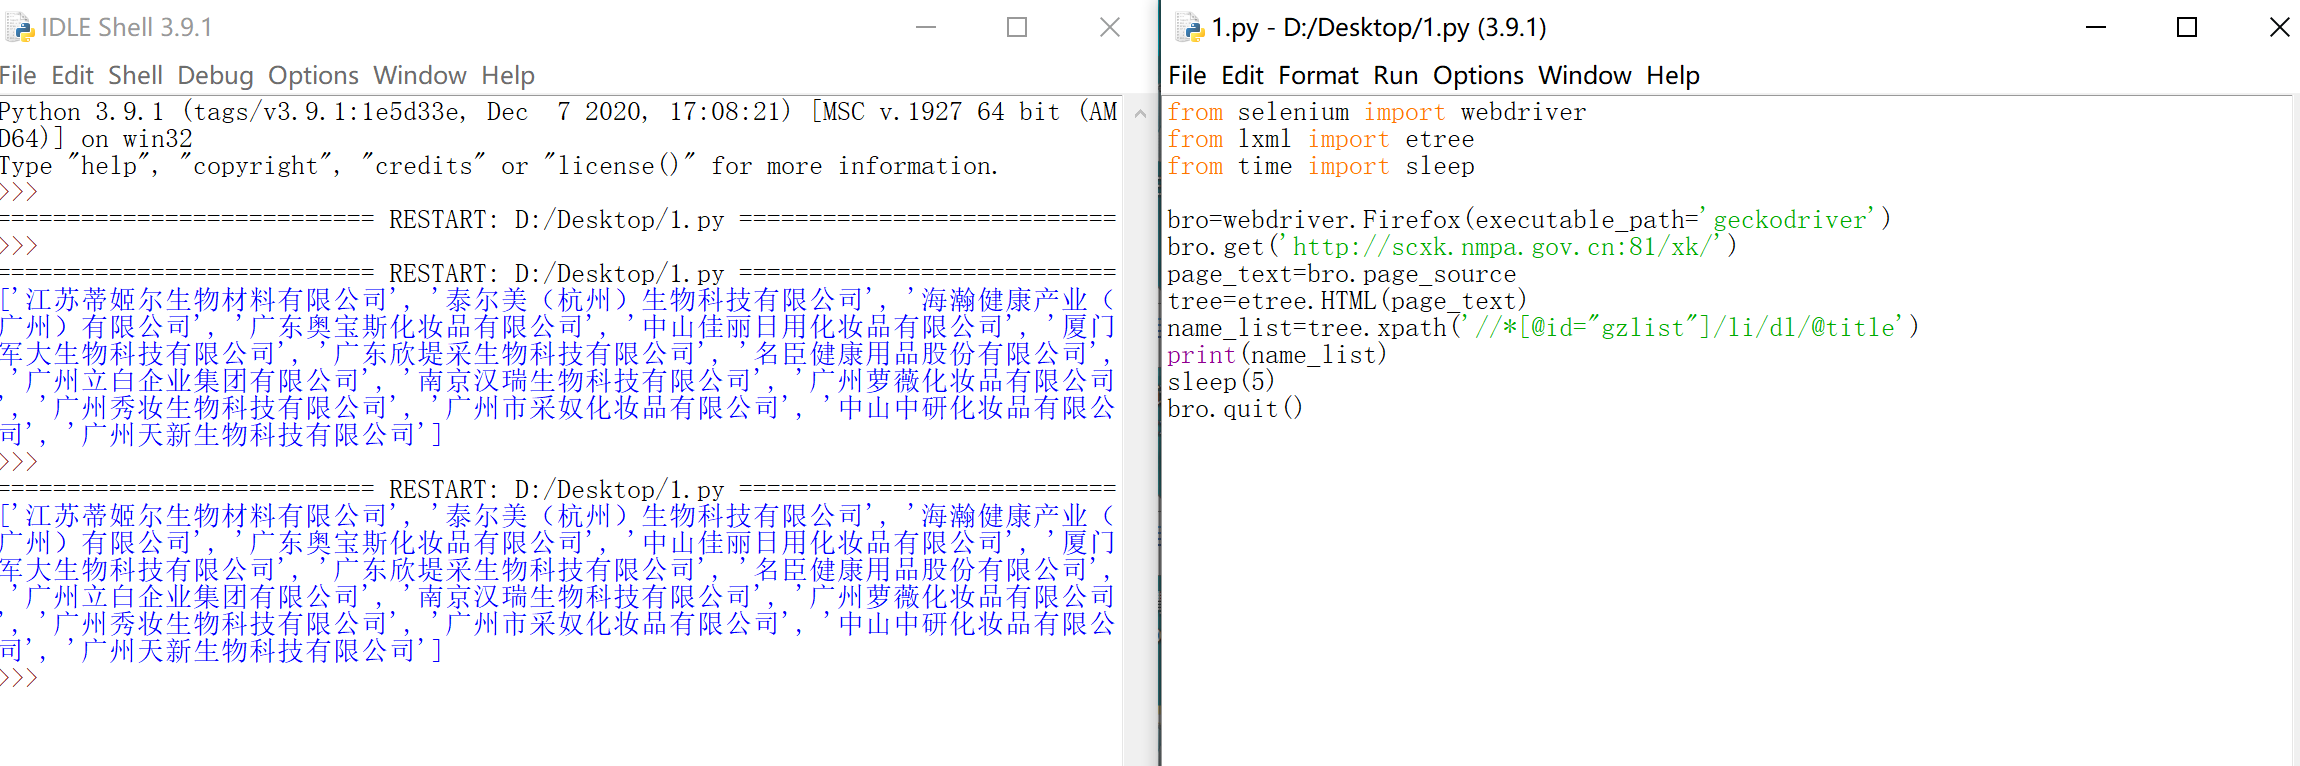 IDLE Shell 3.9.1
File Edit Shell Debug Options Window Help
Python 3.9.1 (tags/v3.9.1:1e5d33e, Dec  7 2020, 17:08:21) [MSC v.1927 64 bit (AM
D64)] on win32
Type "help", "copyright", "credits" or "license()" for more information.
>>>
=========================== RESTART: D:/Desktop/1.py ===========================
>>>
=========================== RESTART: D:/Desktop/1.py ===========================
['江苏蒂姬尔生物材料有限公司', '泰尔美（杭州）生物科技有限公司', '海瀚健康产业（
广州）有限公司', '广东奥宝斯化妆品有限公司', '中山佳丽日用化妆品有限公司', '厦门
军大生物科技有限公司', '广东欣堤采生物科技有限公司', '名臣健康用品股份有限公司',
 '广州立白企业集团有限公司', '南京汉瑞生物科技有限公司', '广州萝薇化妆品有限公司
', '广州秀妆生物科技有限公司', '广州市采奴化妆品有限公司', '中山中研化妆品有限公
司', '广州天新生物科技有限公司']
>>>
=========================== RESTART: D:/Desktop/1.py ===========================
['江苏蒂姬尔生物材料有限公司', '泰尔美（杭州）生物科技有限公司', '海瀚健康产业（
广州）有限公司', '广东奥宝斯化妆品有限公司', '中山佳丽日用化妆品有限公司', '厦门
军大生物科技有限公司', '广东欣堤采生物科技有限公司', '名臣健康用品股份有限公司',
 '广州立白企业集团有限公司', '南京汉瑞生物科技有限公司', '广州萝薇化妆品有限公司
', '广州秀妆生物科技有限公司', '广州市采奴化妆品有限公司', '中山中研化妆品有限公
司', '广州天新生物科技有限公司']
>>>
1.py - D:/Desktop/1.py (3.9.1)
File Edit Format Run Options Window Help
from selenium import webdriver
from lxml import etree
from time import sleep
bro=webdriver.Firefox(executable_path='geckodriver')
bro.get('http://scxk.nmpa.gov.cn:81/xk/')
page_text=bro.page_source
tree=etree.HTML(page_text)
name_list=tree.xpath('//*[@id="gzlist"]/li/dl/@title')
print(name_list)
sleep(5)
bro.quit()